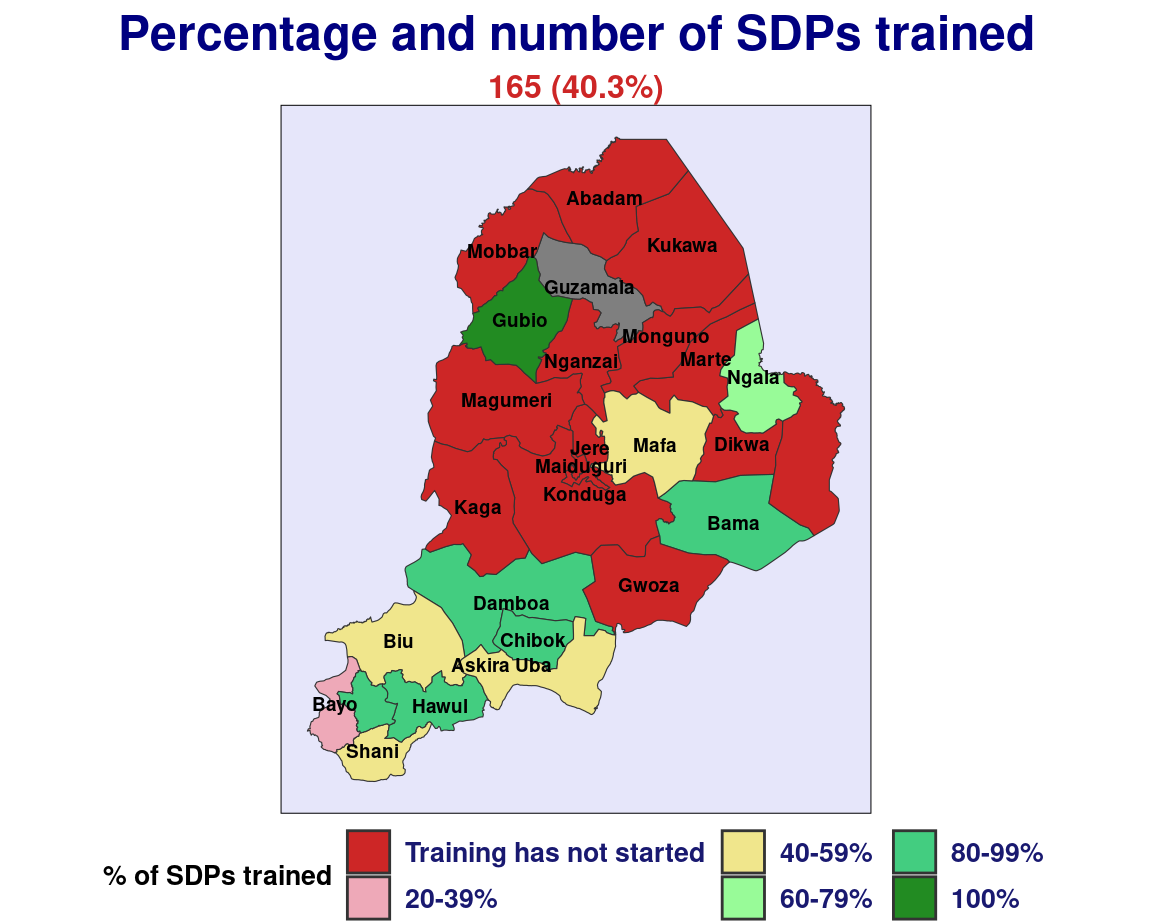 Percentage and number of SDPs trained
165 (40.3%)
Abadam
Kukawa
Mobbar
Guzamala
Gubio
Monguno
Nganzai
Marte
Ngala
Magumeri
Mafa
Dikwa
Jere
Maiduguri
Konduga
Kaga
Bama
Gwoza
Damboa
Chibok
Biu
Askira Uba
Bayo
Hawul
Shani
% of SDPs trained
Training has not started
20-39%
40-59%
60-79%
80-99%
100%